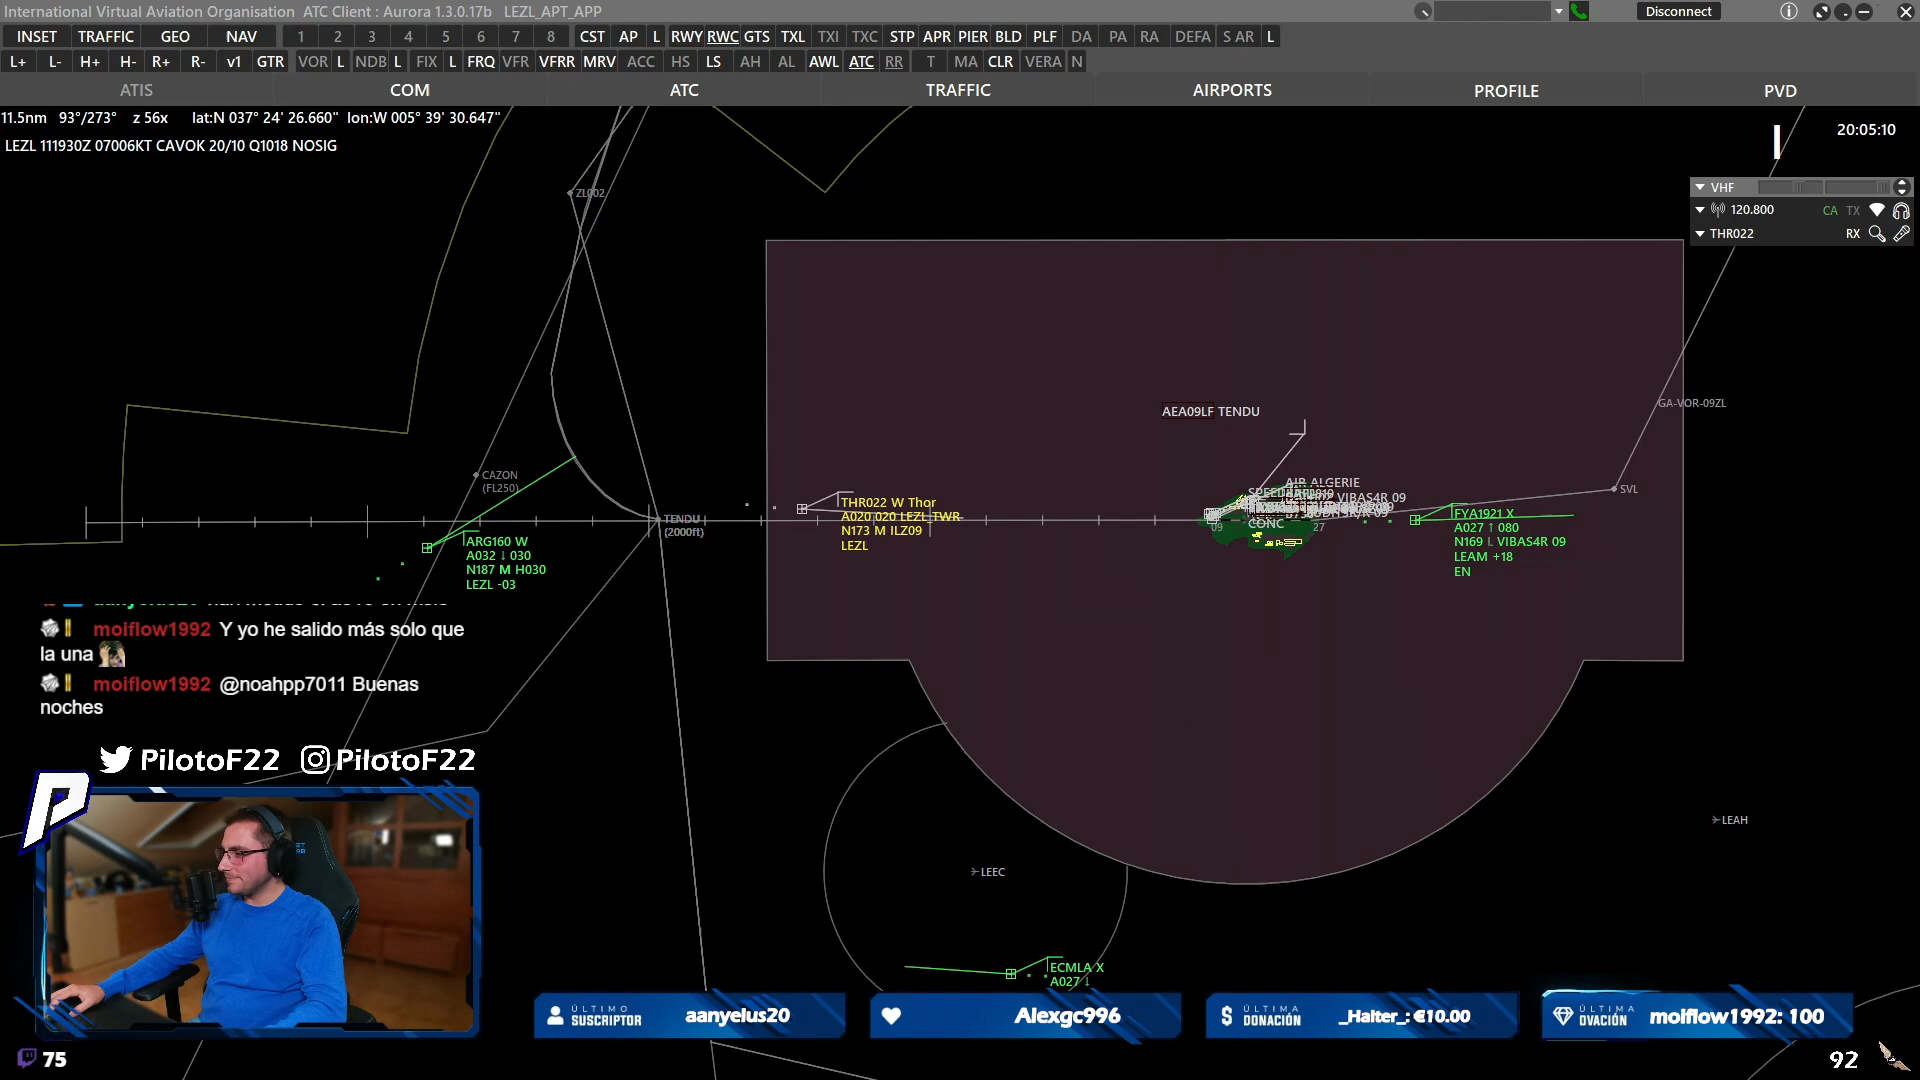 International Virtual Aviation Organisation ATC Client : Aurora 1.3.0.17b LEZL_APT_APP
Disconnect
INSET TRAFFIC GEO NAV 1 2 3 4 5 6 7 8 CST AP L RWY RWC GTS TXL TXI TXC STP APR PIER BLD PLF DA PA RA DEFA S AR L
L+ L- H+ H- R+ R- v1 GTR VOR L NDB L FIX L FRQ VFR VFRR MRV ACC HS LS AH AL AWL ATC RR T MA CLR VERA N
ATIS COM ATC TRAFFIC AIRPORTS PROFILE PVD
11.5nm 93°/273° z 56x lat:N 037° 24' 26.660" lon:W 005° 39' 30.647"
20:05:10
LEZL 111930Z 07006KT CAVOK 20/10 Q1018 NOSIG
VHF
120.800 CA TX
THR022 RX
ZL002
GA-VOR-09ZL
AEA09LF TENDU
CAZON
(FL250)
AIR ALGERIE
VIBAS4R 09
SVL
THR022 W Thor
A020 020 LEZL_TWR
N173 M ILZ09
LEZL
TENDU
(2000ft)
CONC
09
27
FYA1921 X
A027 ↑ 080
N169 L VIBAS4R 09
LEAM +18
EN
ARG160 W
A032 ↓ 030
N187 M H030
LEZL -03
moiflow1992 Y yo he salido más solo que
la una
moiflow1992 @noahpp7011 Buenas
noches
PilotoF22 PilotoF22
P
LEAH
LEEC
ECMLA X
A027 ↓
ÚLTIMO
SUSCRIPTOR
aanyelus20
Alexgc996
ÚLTIMA
DONACIÓN
_Halter_: €10.00
ÚLTIMA
OVACIÓN
moiflow1992: 100
75
92